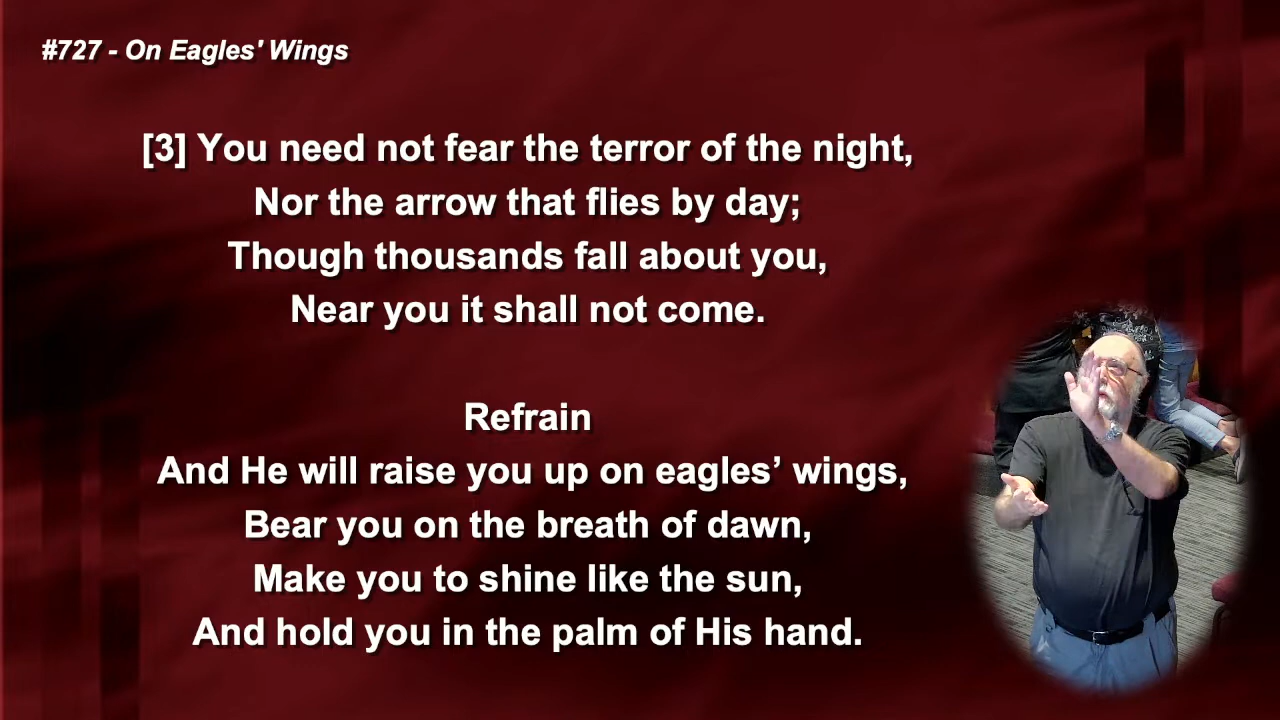 #727 - On Eagles' Wings
[3] You need not fear the terror of the night,
Nor the arrow that flies by day;
Though thousands fall about you,
Near you it shall not come.
Refrain
And He will raise you up on eagles’ wings,
Bear you on the breath of dawn,
Make you to shine like the sun,
And hold you in the palm of His hand.